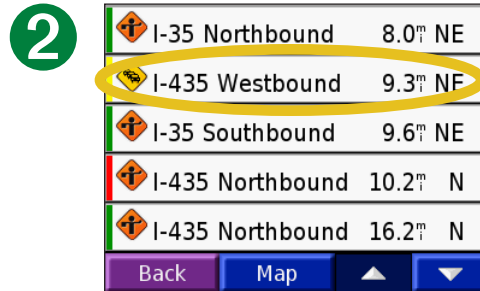 2
I-35 Northbound 8.0mi NE
I-435 Westbound 9.3mi NE
I-35 Southbound 9.6mi NE
I-435 Northbound 10.2mi N
I-435 Northbound 16.2mi N
Back Map